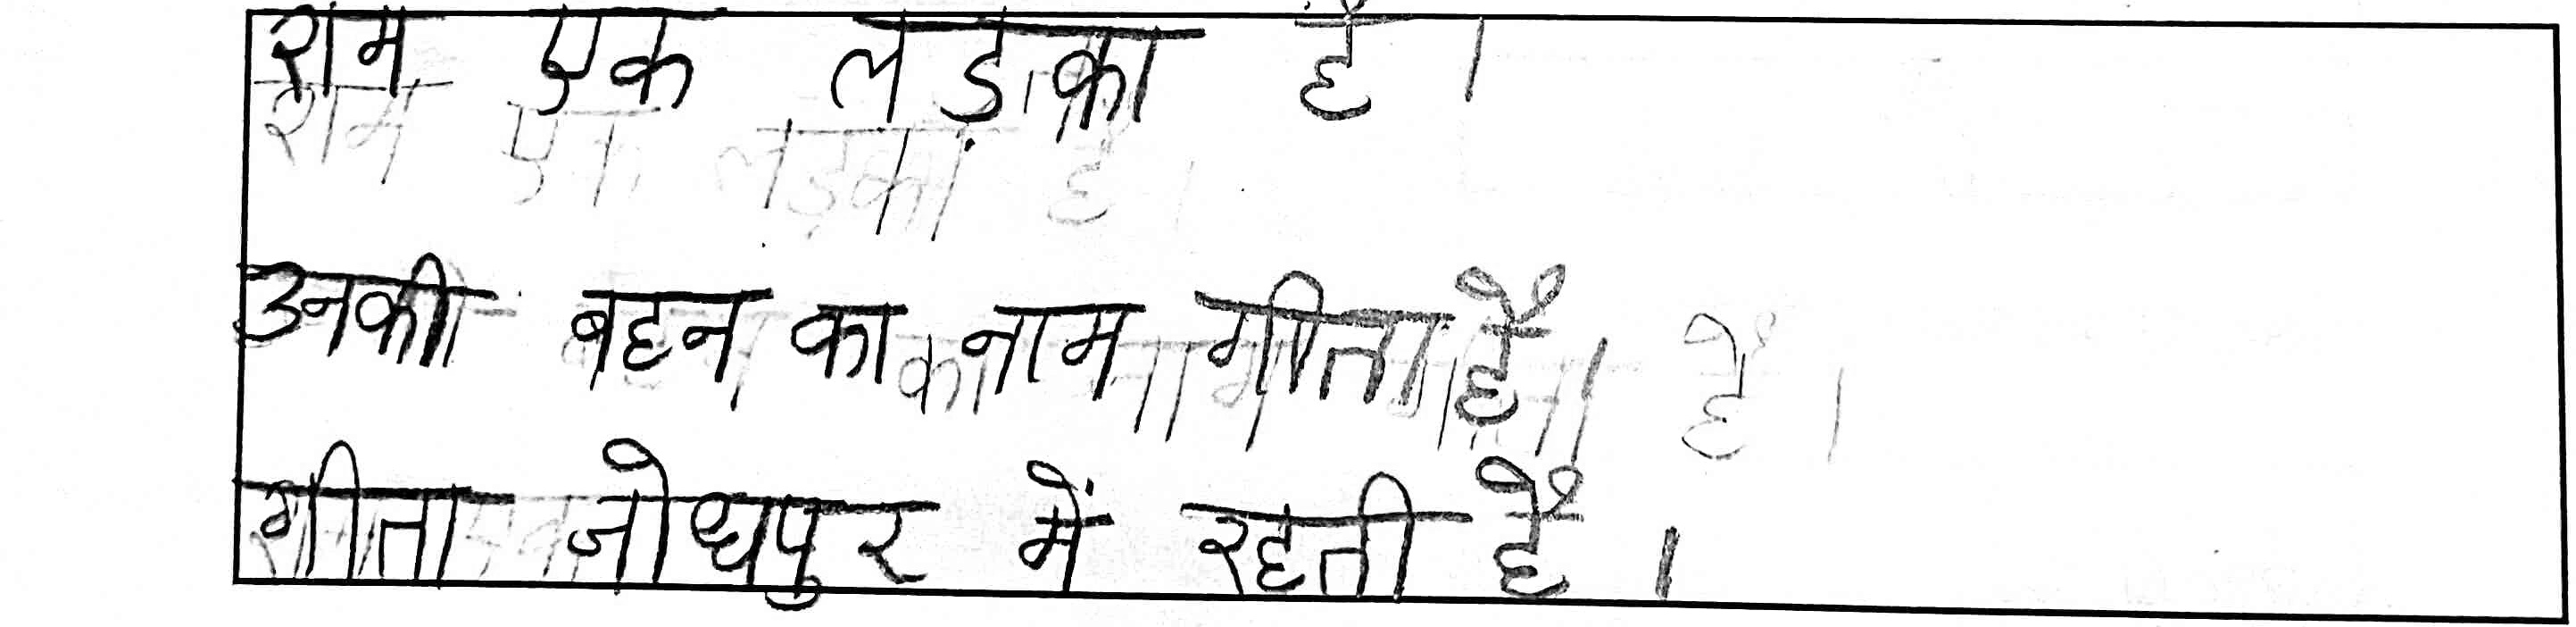 राम एक लड़का है।
राम एक लड़का है।
उनकी बहन का नाम गीता है।
गीता जोधपुर में रहती है।